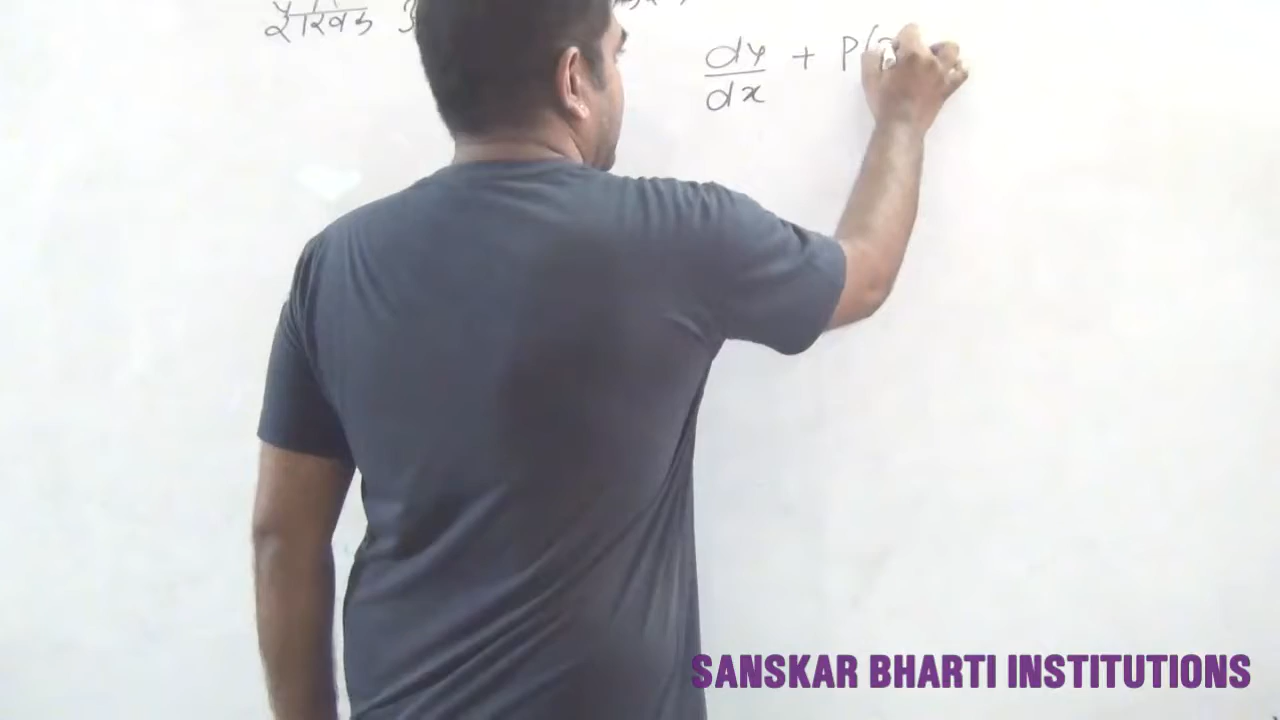 रैखिक
dy/dx + P(
SANSKAR BHARTI INSTITUTIONS